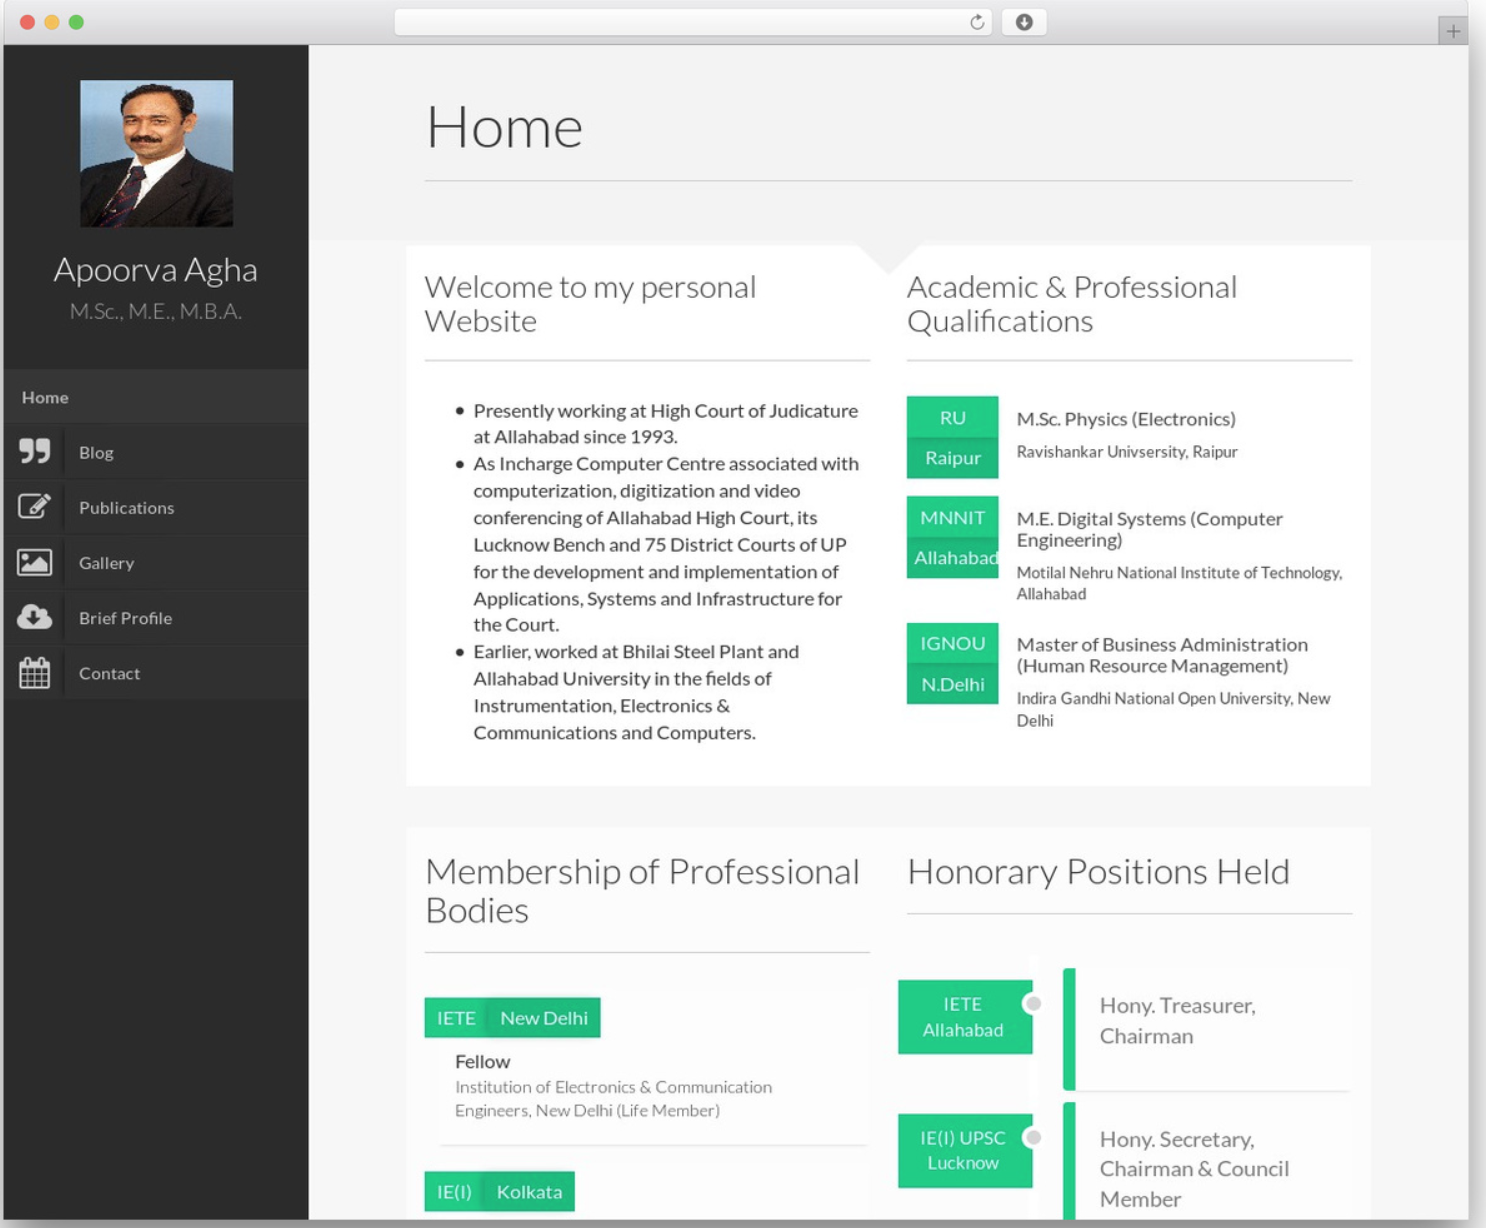 Apoorva Agha
M.Sc., M.E., M.B.A.
Home
Blog
Publications
Gallery
Brief Profile
Contact
Home
Welcome to my personal
Website
Presently working at High Court of Judicature
at Allahabad since 1993.
As Incharge Computer Centre associated with
computerization, digitization and video
conferencing of Allahabad High Court, its
Lucknow Bench and 75 District Courts of UP
for the development and implementation of
Applications, Systems and Infrastructure for
the Court.
Earlier, worked at Bhilai Steel Plant and
Allahabad University in the fields of
Instrumentation, Electronics &
Communications and Computers.
Academic & Professional
Qualifications
RU
Raipur
M.Sc. Physics (Electronics)
Ravishankar Univsersity, Raipur
MNNIT
Allahabad
M.E. Digital Systems (Computer
Engineering)
Motilal Nehru National Institute of Technology,
Allahabad
IGNOU
N.Delhi
Master of Business Administration
(Human Resource Management)
Indira Gandhi National Open University, New
Delhi
Membership of Professional
Bodies
IETE New Delhi
Fellow
Institution of Electronics & Communication
Engineers, New Delhi (Life Member)
IE(I) Kolkata
Honorary Positions Held
IETE
Allahabad
Hony. Treasurer,
Chairman
IE(I) UPSC
Lucknow
Hony. Secretary,
Chairman & Council
Member